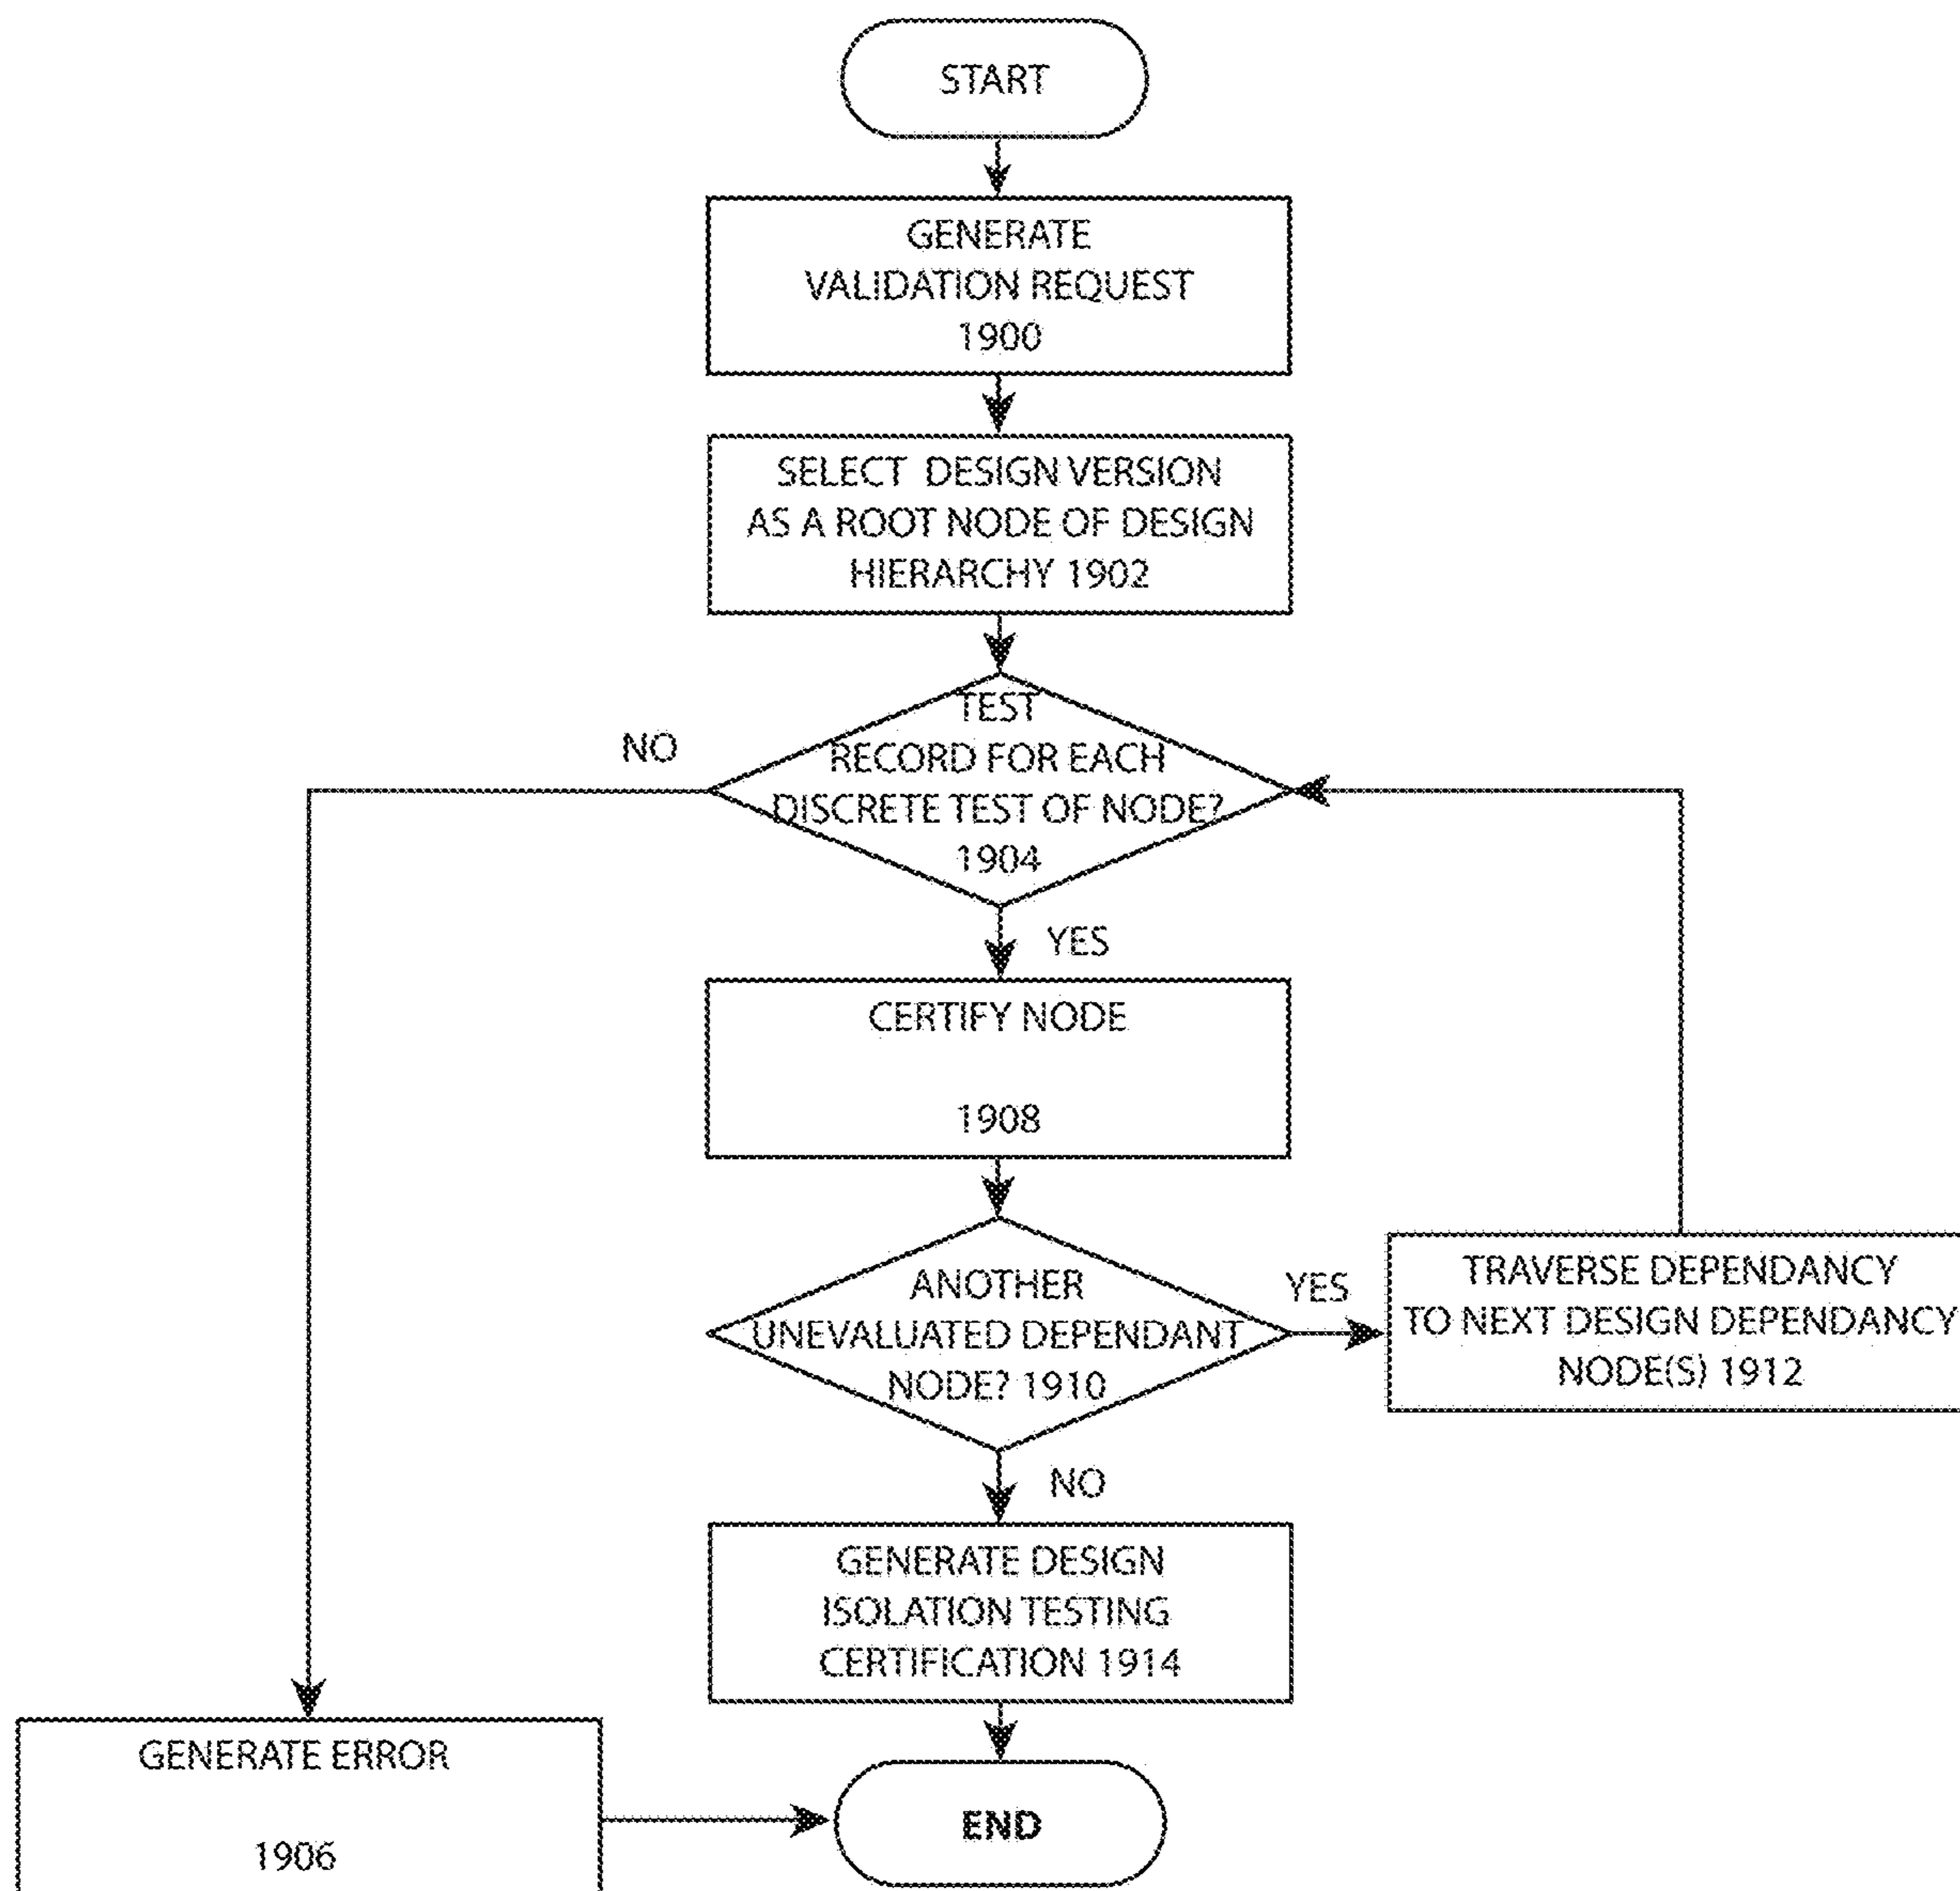 START
GENERATE
VALIDATION REQUEST
1900
SELECT DESIGN VERSION
AS A ROOT NODE OF DESIGN
HIERARCHY 1902
TEST
RECORD FOR EACH
DISCRETE TEST OF NODE?
1904
NO
YES
CERTIFY NODE
1908
ANOTHER
UNEVALUATED DEPENDANT
NODE? 1910
YES
TRAVERSE DEPENDANCY
TO NEXT DESIGN DEPENDANCY
NODE(S) 1912
NO
GENERATE DESIGN
ISOLATION TESTING
CERTIFICATION 1914
GENERATE ERROR
1906
END